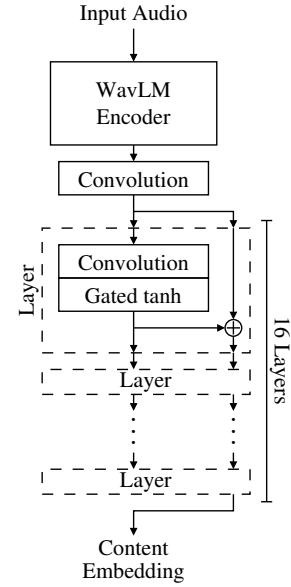 Input Audio
WavLM
Encoder
Convolution
Convolution
Gated tanh
Layer
Layer
Layer
16 Layers
Content
Embedding